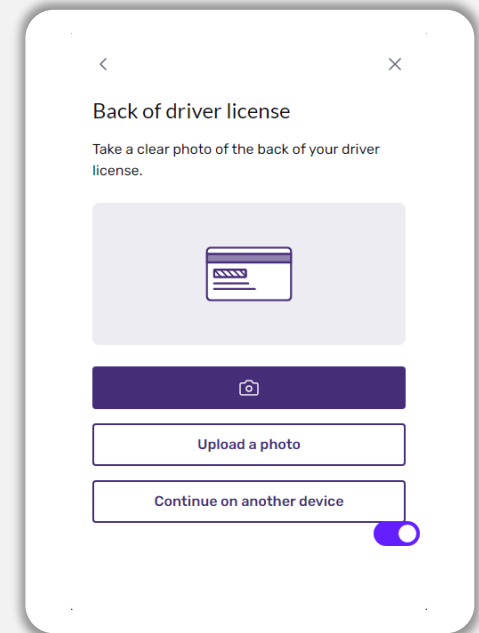 Back of driver license
Take a clear photo of the back of your driver
license.
Upload a photo
Continue on another device